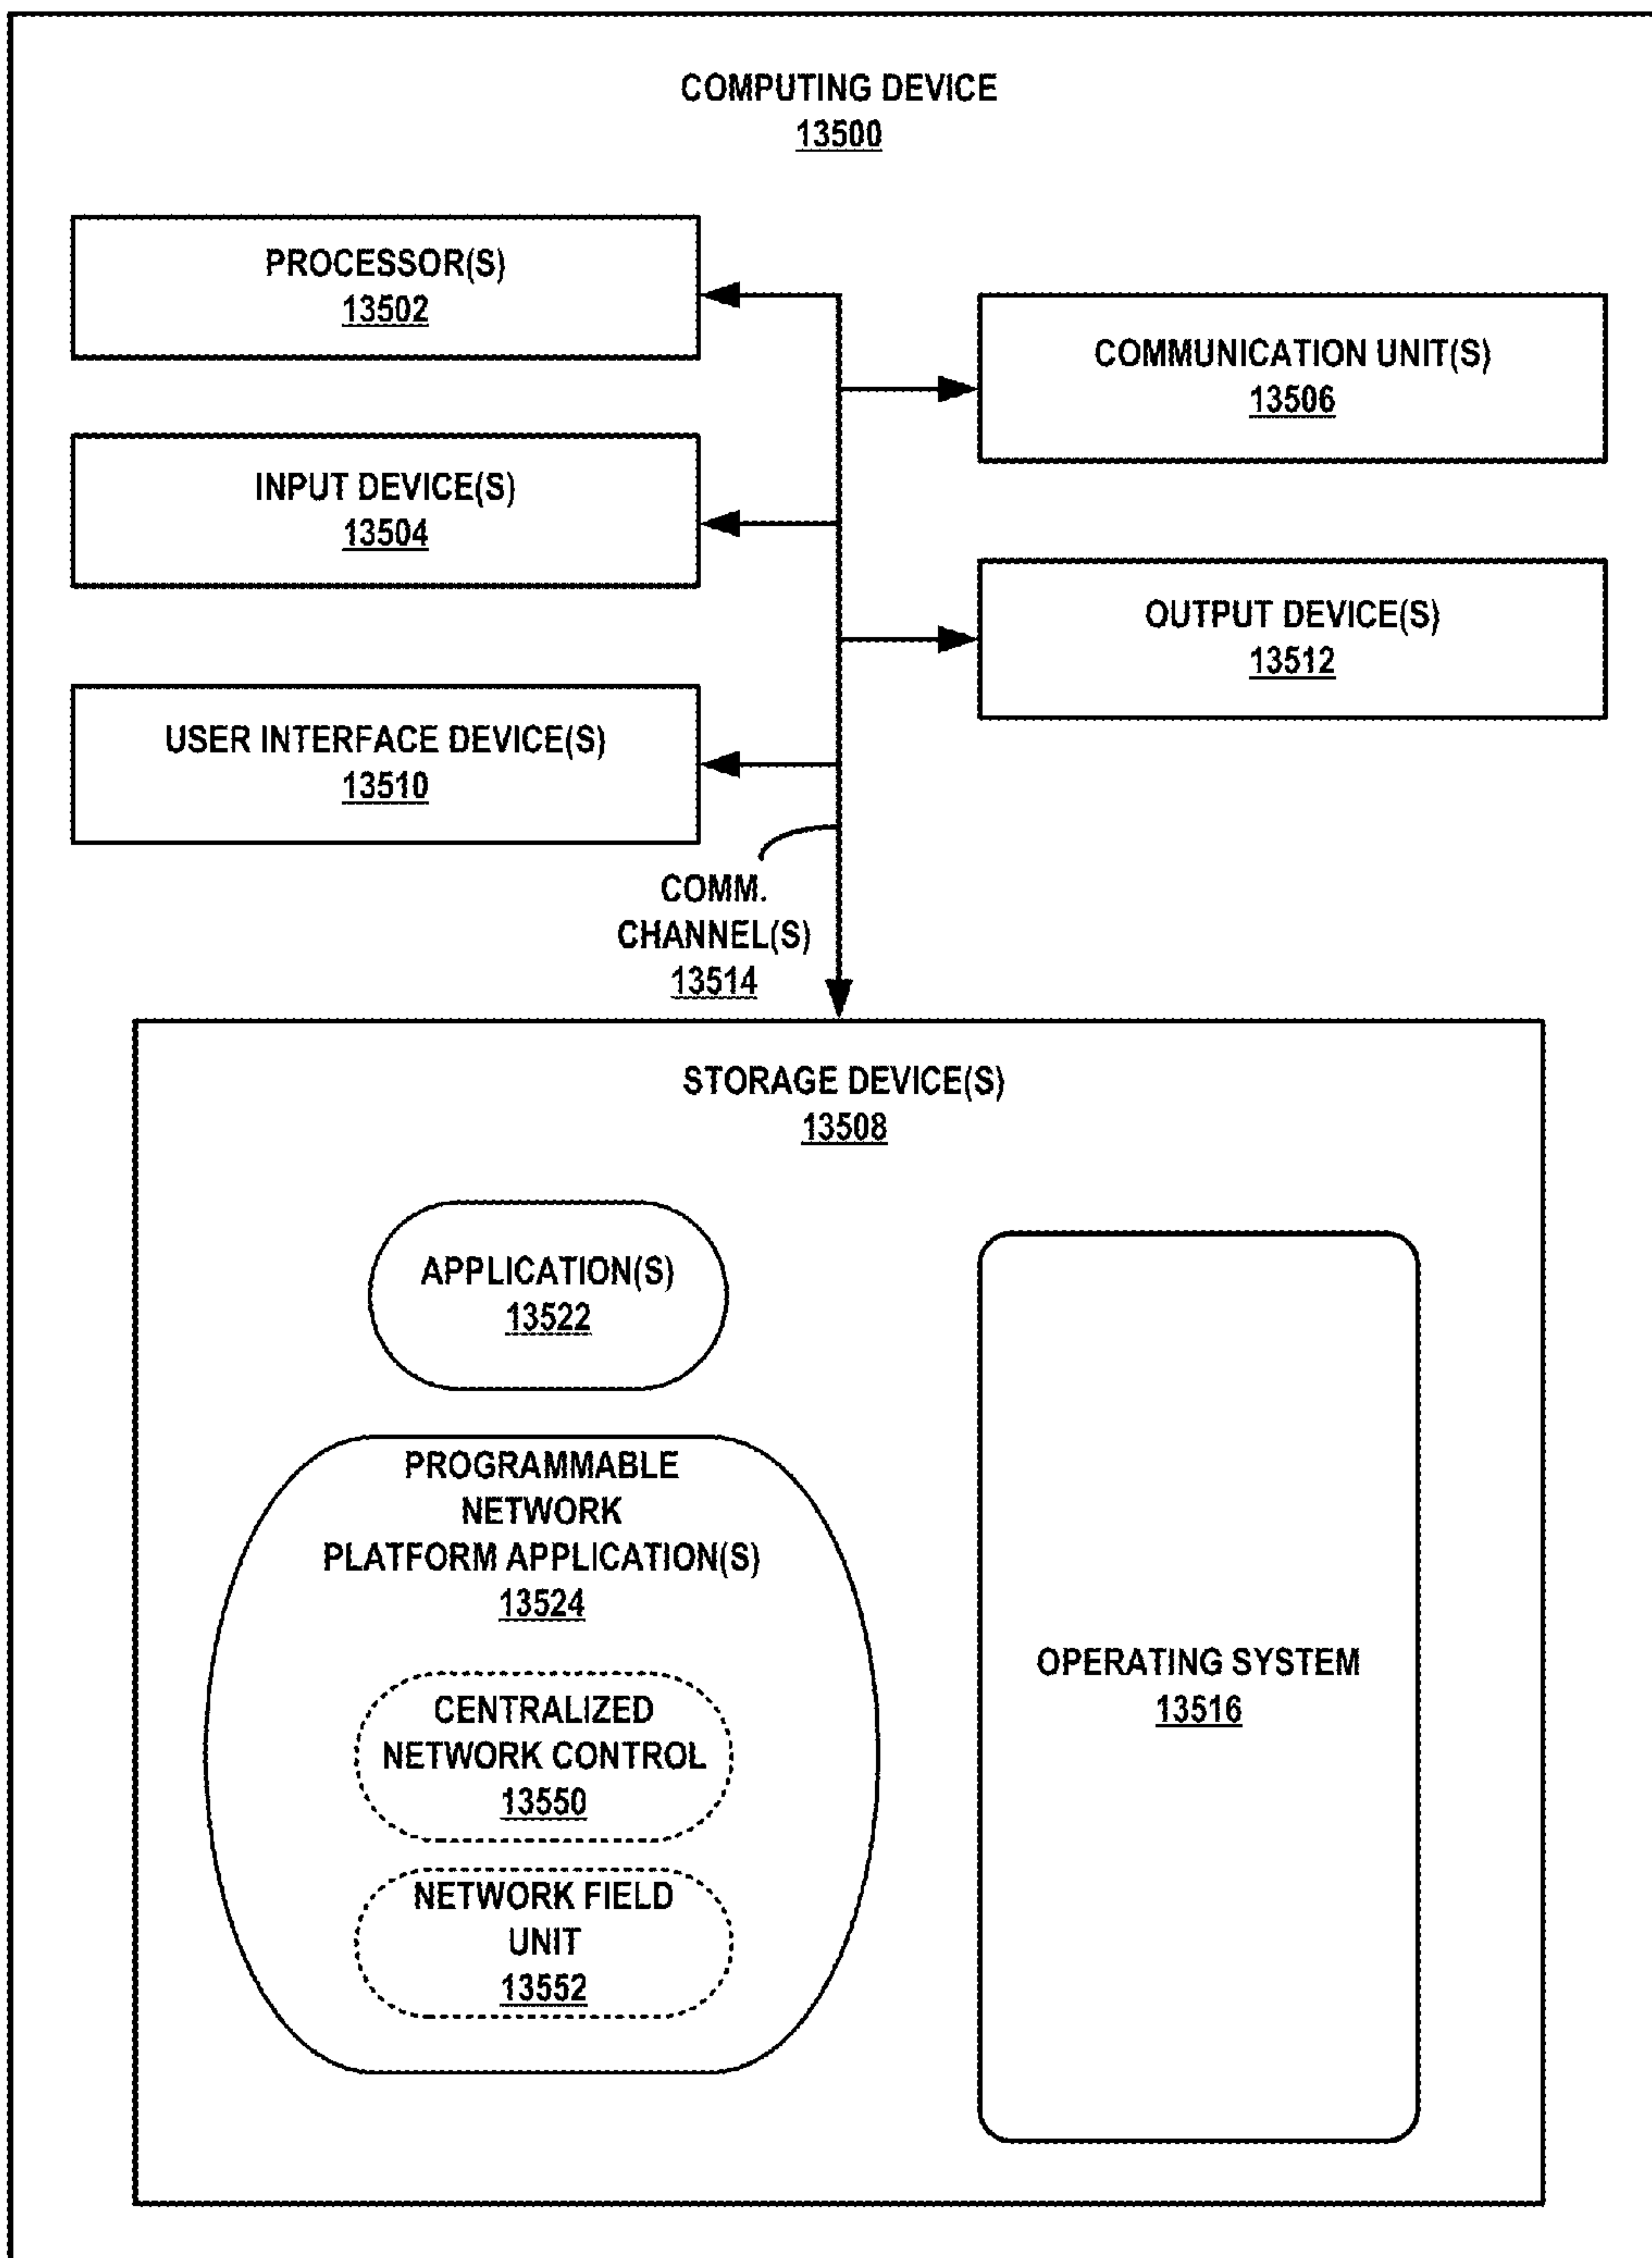 COMPUTING DEVICE
13500
PROCESSOR(S)
13502
COMMUNICATION UNIT(S)
13506
INPUT DEVICE(S)
13504
OUTPUT DEVICE(S)
13512
USER INTERFACE DEVICE(S)
13510
COMM.
CHANNEL(S)
13514
STORAGE DEVICE(S)
13508
APPLICATION(S)
13522
PROGRAMMABLE
NETWORK
PLATFORM APPLICATION(S)
13524
CENTRALIZED
NETWORK CONTROL
13550
NETWORK FIELD
UNIT
13552
OPERATING SYSTEM
13516